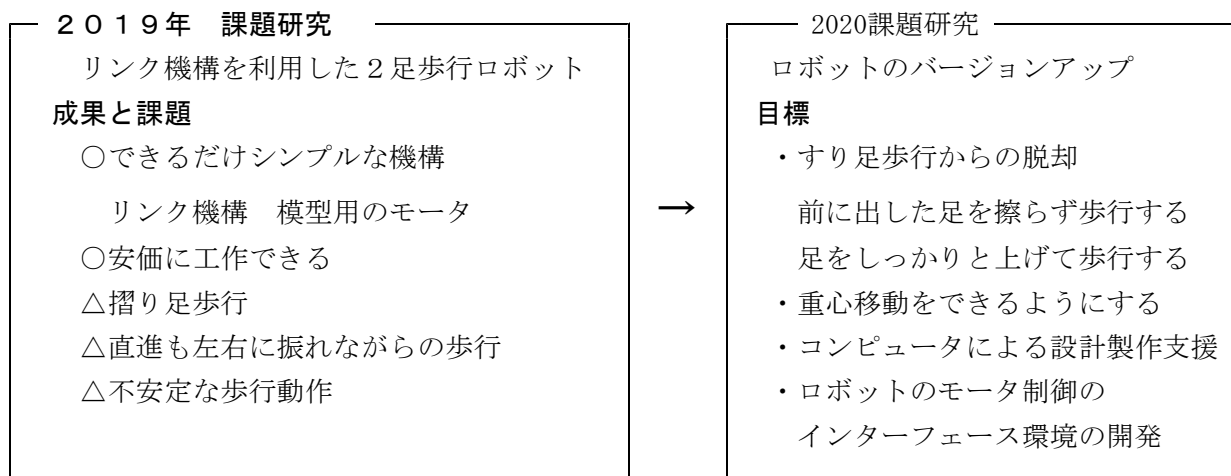 ２０１９年　課題研究
リンク機構を利用した２足歩行ロボット
成果と課題
○できるだけシンプルな機構
リンク機構　模型用のモータ
○安価に工作できる
△摺り足歩行
△直進も左右に振れながらの歩行
△不安定な歩行動作
→
2020課題研究
ロボットのバージョンアップ
目標
・すり足歩行からの脱却
前に出した足を擦らず歩行する
足をしっかりと上げて歩行する
・重心移動をできるようにする
・コンピュータによる設計製作支援
・ロボットのモータ制御の
インターフェース環境の開発